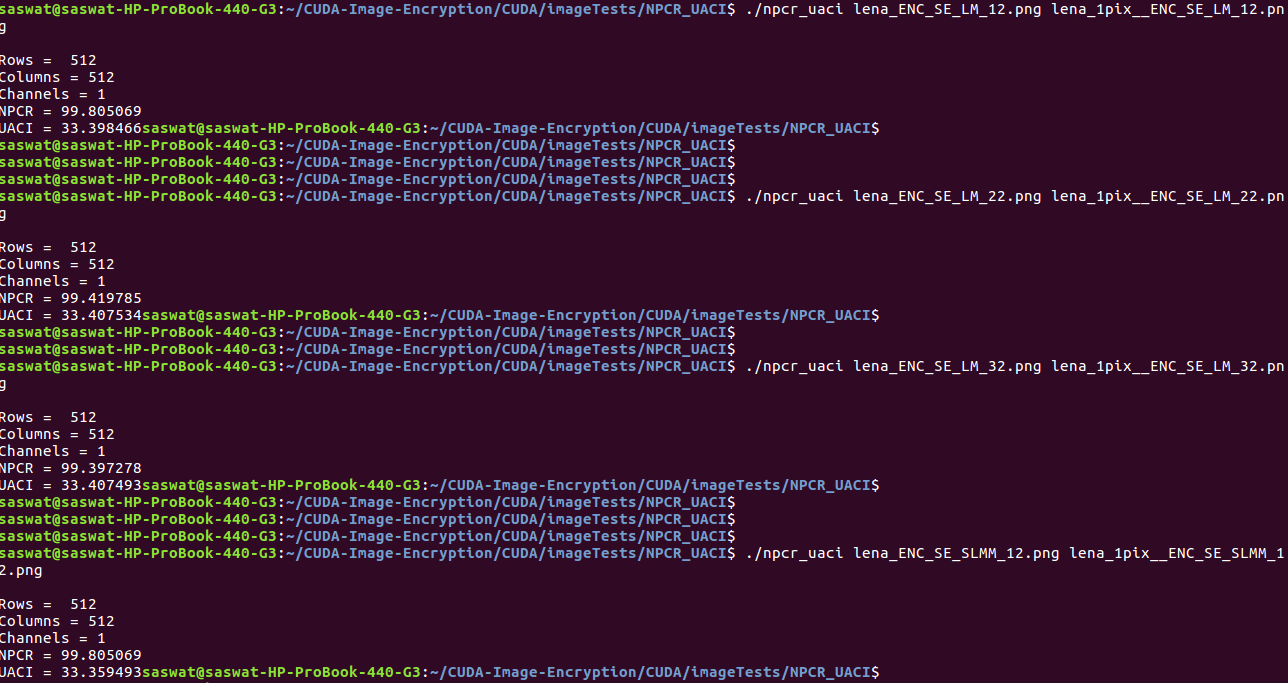 saswat@saswat-HP-ProBook-440-G3:~/CUDA-Image-Encryption/CUDA/imageTests/NPCR_UACI$ ./npcr_uaci lena_ENC_SE_LM_12.png lena_1pix__ENC_SE_LM_12.pn
g
Rows =  512
Columns = 512
Channels = 1
NPCR = 99.805069
UACI = 33.398466saswat@saswat-HP-ProBook-440-G3:~/CUDA-Image-Encryption/CUDA/imageTests/NPCR_UACI$
saswat@saswat-HP-ProBook-440-G3:~/CUDA-Image-Encryption/CUDA/imageTests/NPCR_UACI$
saswat@saswat-HP-ProBook-440-G3:~/CUDA-Image-Encryption/CUDA/imageTests/NPCR_UACI$
saswat@saswat-HP-ProBook-440-G3:~/CUDA-Image-Encryption/CUDA/imageTests/NPCR_UACI$
saswat@saswat-HP-ProBook-440-G3:~/CUDA-Image-Encryption/CUDA/imageTests/NPCR_UACI$ ./npcr_uaci lena_ENC_SE_LM_22.png lena_1pix__ENC_SE_LM_22.pn
g
Rows =  512
Columns = 512
Channels = 1
NPCR = 99.419785
UACI = 33.407534saswat@saswat-HP-ProBook-440-G3:~/CUDA-Image-Encryption/CUDA/imageTests/NPCR_UACI$
saswat@saswat-HP-ProBook-440-G3:~/CUDA-Image-Encryption/CUDA/imageTests/NPCR_UACI$
saswat@saswat-HP-ProBook-440-G3:~/CUDA-Image-Encryption/CUDA/imageTests/NPCR_UACI$
saswat@saswat-HP-ProBook-440-G3:~/CUDA-Image-Encryption/CUDA/imageTests/NPCR_UACI$ ./npcr_uaci lena_ENC_SE_LM_32.png lena_1pix__ENC_SE_LM_32.pn
g
Rows =  512
Columns = 512
Channels = 1
NPCR = 99.397278
UACI = 33.407493saswat@saswat-HP-ProBook-440-G3:~/CUDA-Image-Encryption/CUDA/imageTests/NPCR_UACI$
saswat@saswat-HP-ProBook-440-G3:~/CUDA-Image-Encryption/CUDA/imageTests/NPCR_UACI$
saswat@saswat-HP-ProBook-440-G3:~/CUDA-Image-Encryption/CUDA/imageTests/NPCR_UACI$
saswat@saswat-HP-ProBook-440-G3:~/CUDA-Image-Encryption/CUDA/imageTests/NPCR_UACI$
saswat@saswat-HP-ProBook-440-G3:~/CUDA-Image-Encryption/CUDA/imageTests/NPCR_UACI$ ./npcr_uaci lena_ENC_SE_SLMM_12.png lena_1pix__ENC_SE_SLMM_1
2.png
Rows =  512
Columns = 512
Channels = 1
NPCR = 99.805069
UACI = 33.359493saswat@saswat-HP-ProBook-440-G3:~/CUDA-Image-Encryption/CUDA/imageTests/NPCR_UACI$